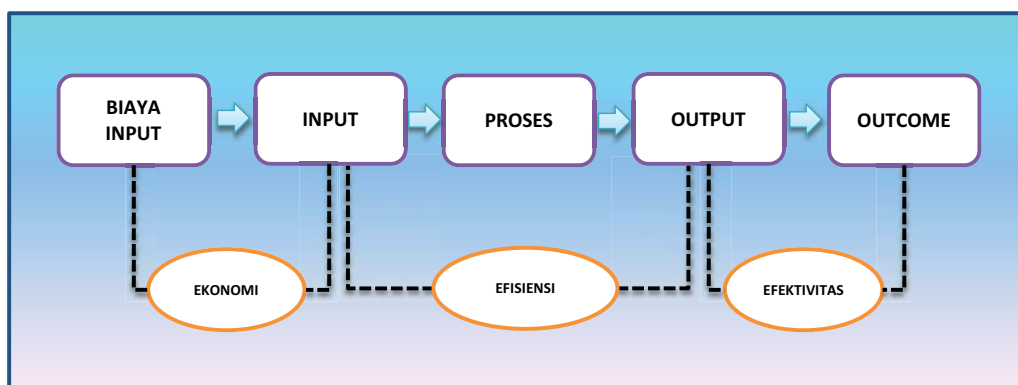 BIAYA
INPUT
INPUT
PROSES
OUTPUT
OUTCOME
EKONOMI
EFISIENSI
EFEKTIVITAS